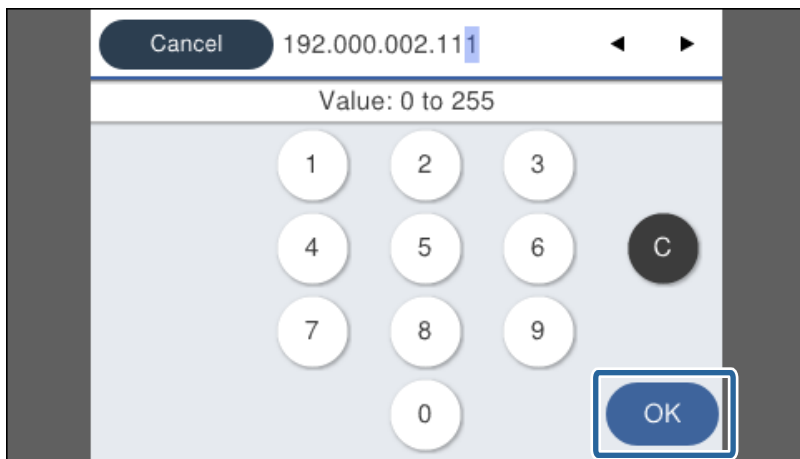 Cancel 192.000.002.111 ◄ ►
Value: 0 to 255
1 2 3
4 5 6 C
7 8 9
0 OK